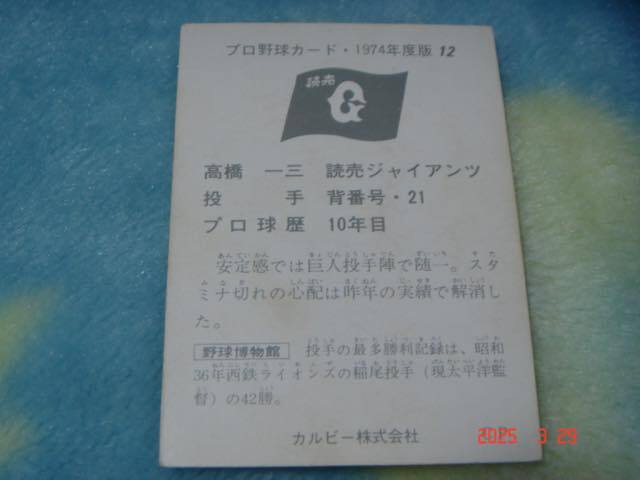 プロ野球カード・1974年度版 12
読売
G
高橋 一三 読売ジャイアンツ
投 手 背番号・21
プロ球歴 10年目
安定感では巨人投手陣で随一。スタ
ミナ切れの心配は昨年の実績で解消し
た。
野球博物館 投手の最多勝利記録は、昭和
36年西鉄ライオンズの稲尾投手（現太平洋監
督）の42勝。
カルビー株式会社
2025 3 29